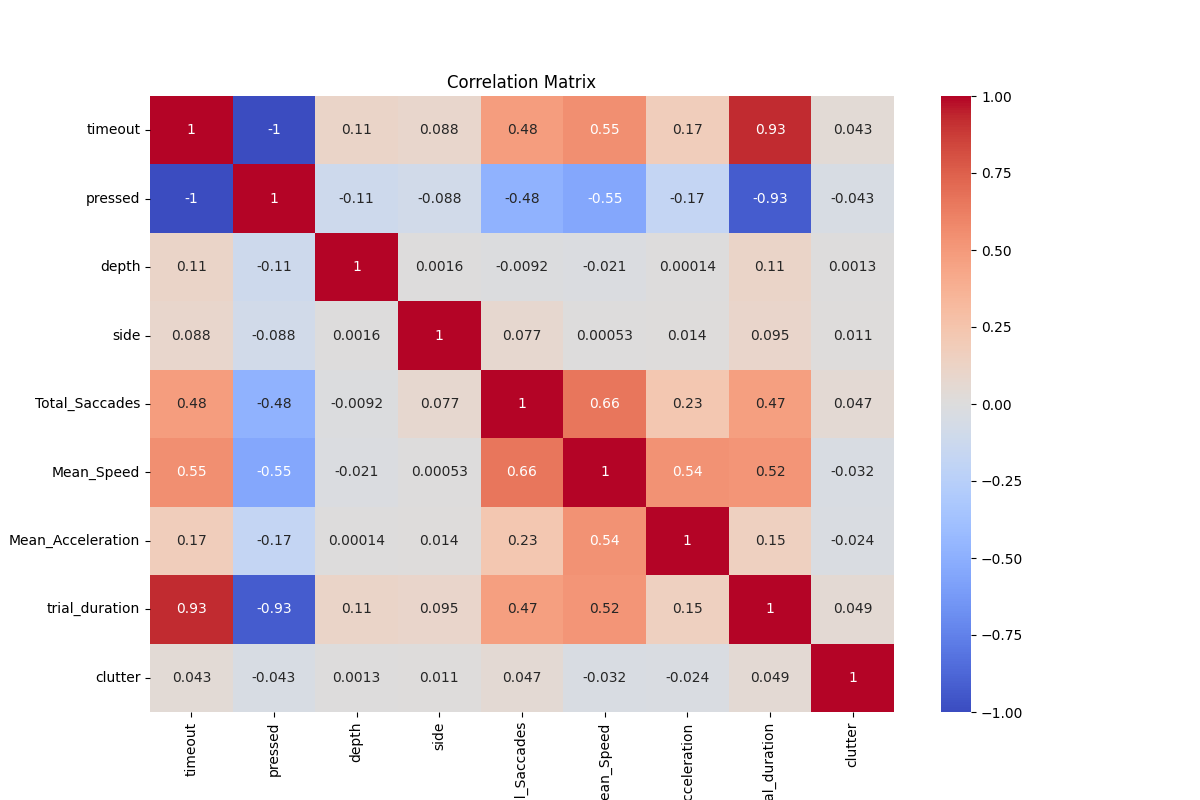 Correlation Matrix
timeout 1 -1 0.11 0.088 0.48 0.55 0.17 0.93 0.043
pressed -1 1 -0.11 -0.088 -0.48 -0.55 -0.17 -0.93 -0.043
depth 0.11 -0.11 1 0.0016 -0.0092 -0.021 0.00014 0.11 0.0013
side 0.088 -0.088 0.0016 1 0.077 0.00053 0.014 0.095 0.011
Total_Saccades 0.48 -0.48 -0.0092 0.077 1 0.66 0.23 0.47 0.047
Mean_Speed 0.55 -0.55 -0.021 0.00053 0.66 1 0.54 0.52 -0.032
Mean_Acceleration 0.17 -0.17 0.00014 0.014 0.23 0.54 1 0.15 -0.024
trial_duration 0.93 -0.93 0.11 0.095 0.47 0.52 0.15 1 0.049
clutter 0.043 -0.043 0.0013 0.011 0.047 -0.032 -0.024 0.049 1
timeout
pressed
depth
side
l_Saccades
ean_Speed
cceleration
al_duration
clutter
1.00
0.75
0.50
0.25
0.00
−0.25
−0.50
−0.75
−1.00